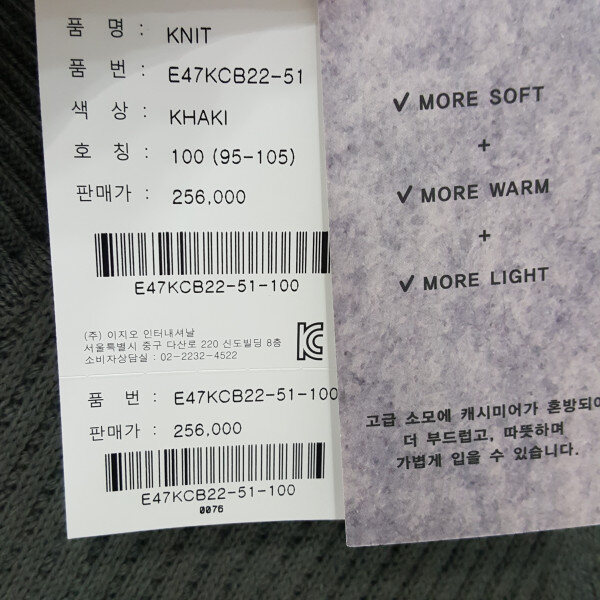 품 명 : KNIT
품 번 : E47KCB22-51
색 상 : KHAKI
호 칭 : 100 (95-105)
판매가 : 256,000
E47KCB22-51-100
(주) 이지오 인터내셔날
서울특별시 중구 다산로 220 신도빌딩 8층
소비자상담실 : 02-2232-4522
KC
품 번 : E47KCB22-51-100
판매가 : 256,000
E47KCB22-51-100
0076
✓ MORE SOFT
+
✓ MORE WARM
+
✓ MORE LIGHT
고급 소모에 캐시미어가 혼방되어
더 부드럽고, 따뜻하며
가볍게 입을 수 있습니다.